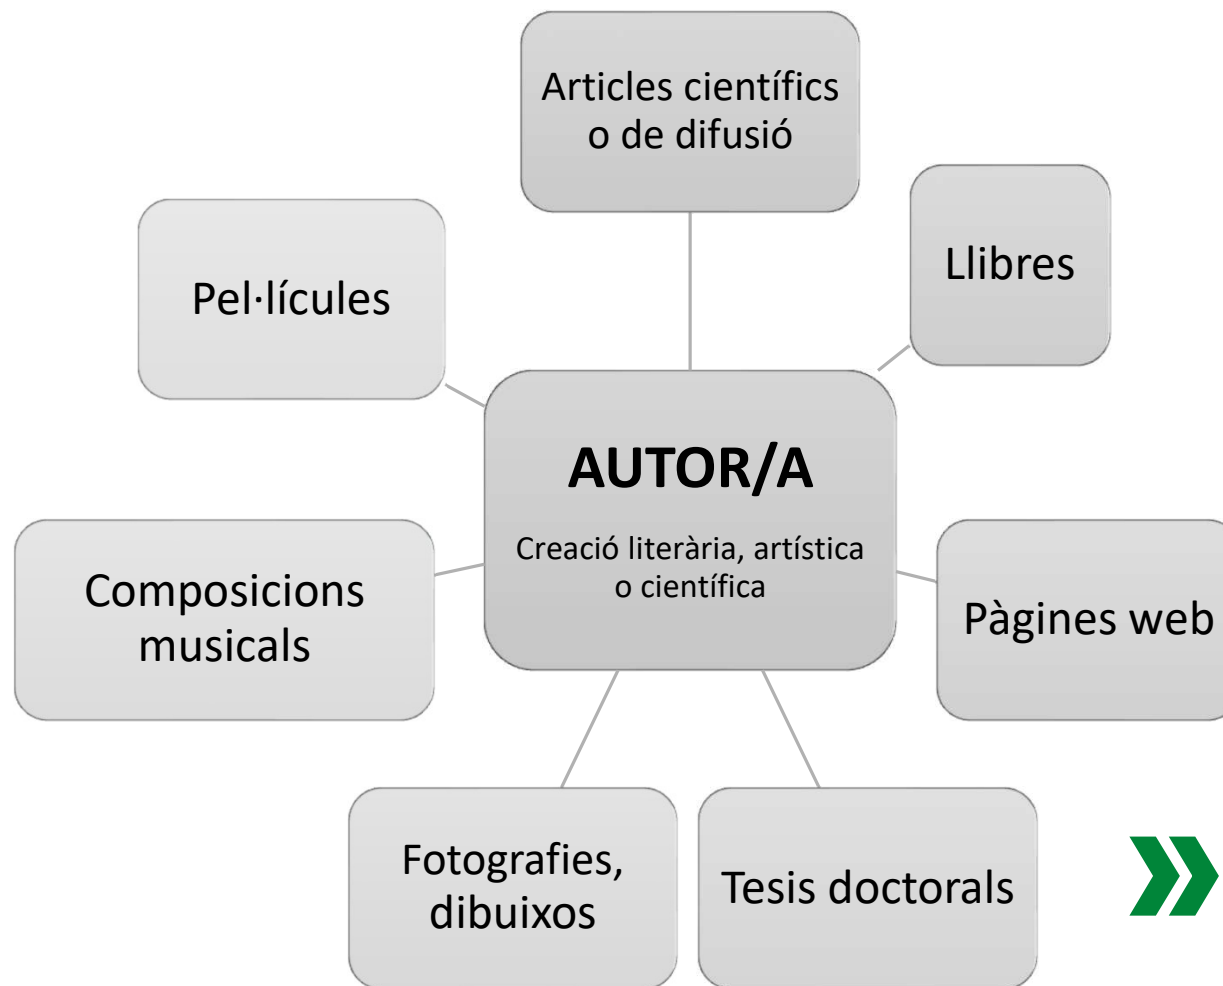 Articles científics
o de difusió
Llibres
Pel·lícules
AUTOR/A
Creació literària, artística
o científica
Composicions
musicals
Pàgines web
Fotografies,
dibuixos
Tesis doctorals